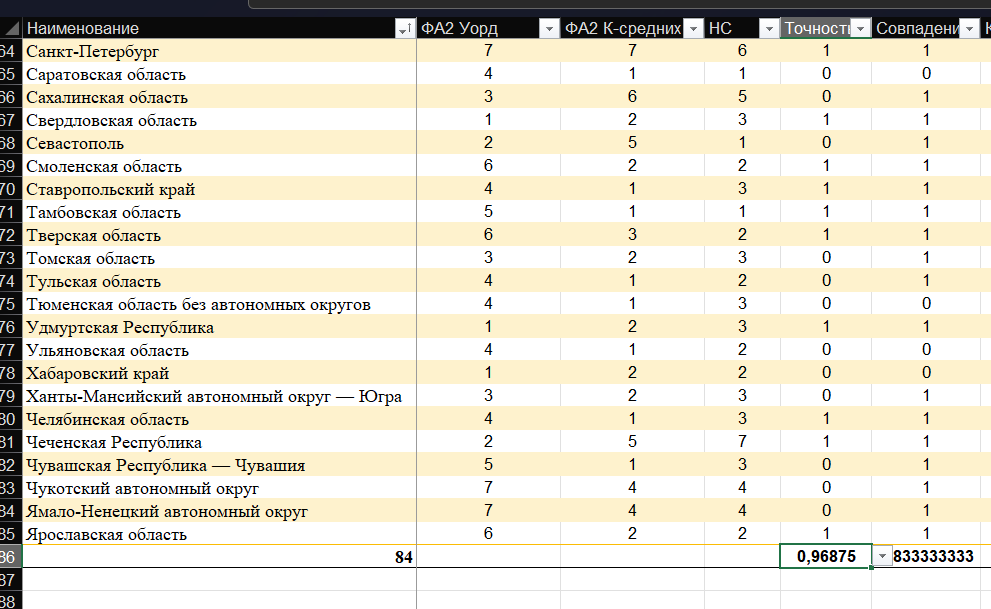 Наименование ФА2 Уорд ФА2 К-средних НС Точность Совпадени
64 Санкт-Петербург 7 7 6 1 1
65 Саратовская область 4 1 1 0 0
66 Сахалинская область 3 6 5 0 1
67 Свердловская область 1 2 3 1 1
68 Севастополь 2 5 1 0 1
69 Смоленская область 6 2 2 1 1
70 Ставропольский край 4 1 3 1 1
71 Тамбовская область 5 1 1 1 1
72 Тверская область 6 3 2 1 1
73 Томская область 3 2 3 0 1
74 Тульская область 4 1 2 0 1
75 Тюменская область без автономных округов 4 1 3 0 0
76 Удмуртская Республика 1 2 3 1 1
77 Ульяновская область 4 1 2 0 0
78 Хабаровский край 1 2 2 0 0
79 Ханты-Мансийский автономный округ — Югра 3 2 3 0 1
80 Челябинская область 4 1 3 1 1
81 Чеченская Республика 2 5 7 1 1
82 Чувашская Республика — Чувашия 5 1 3 0 1
83 Чукотский автономный округ 7 4 4 0 1
84 Ямало-Ненецкий автономный округ 7 4 4 0 1
85 Ярославская область 6 2 2 1 1
86 84 0,96875 833333333
87
88